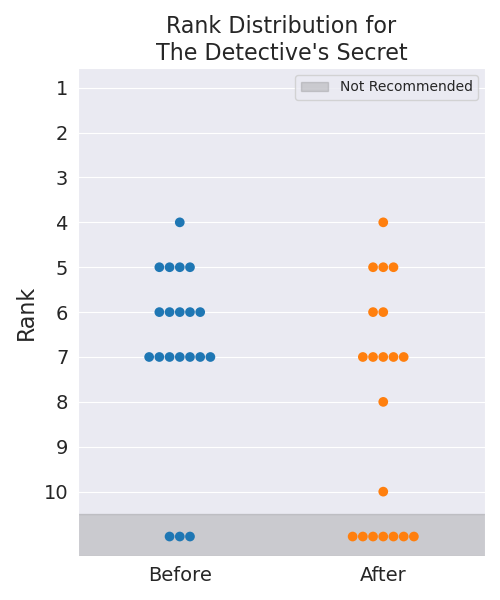 Rank Distribution for
The Detective's Secret
Not Recommended
1
2
3
4
5
6
7
8
9
10
Rank
Before After